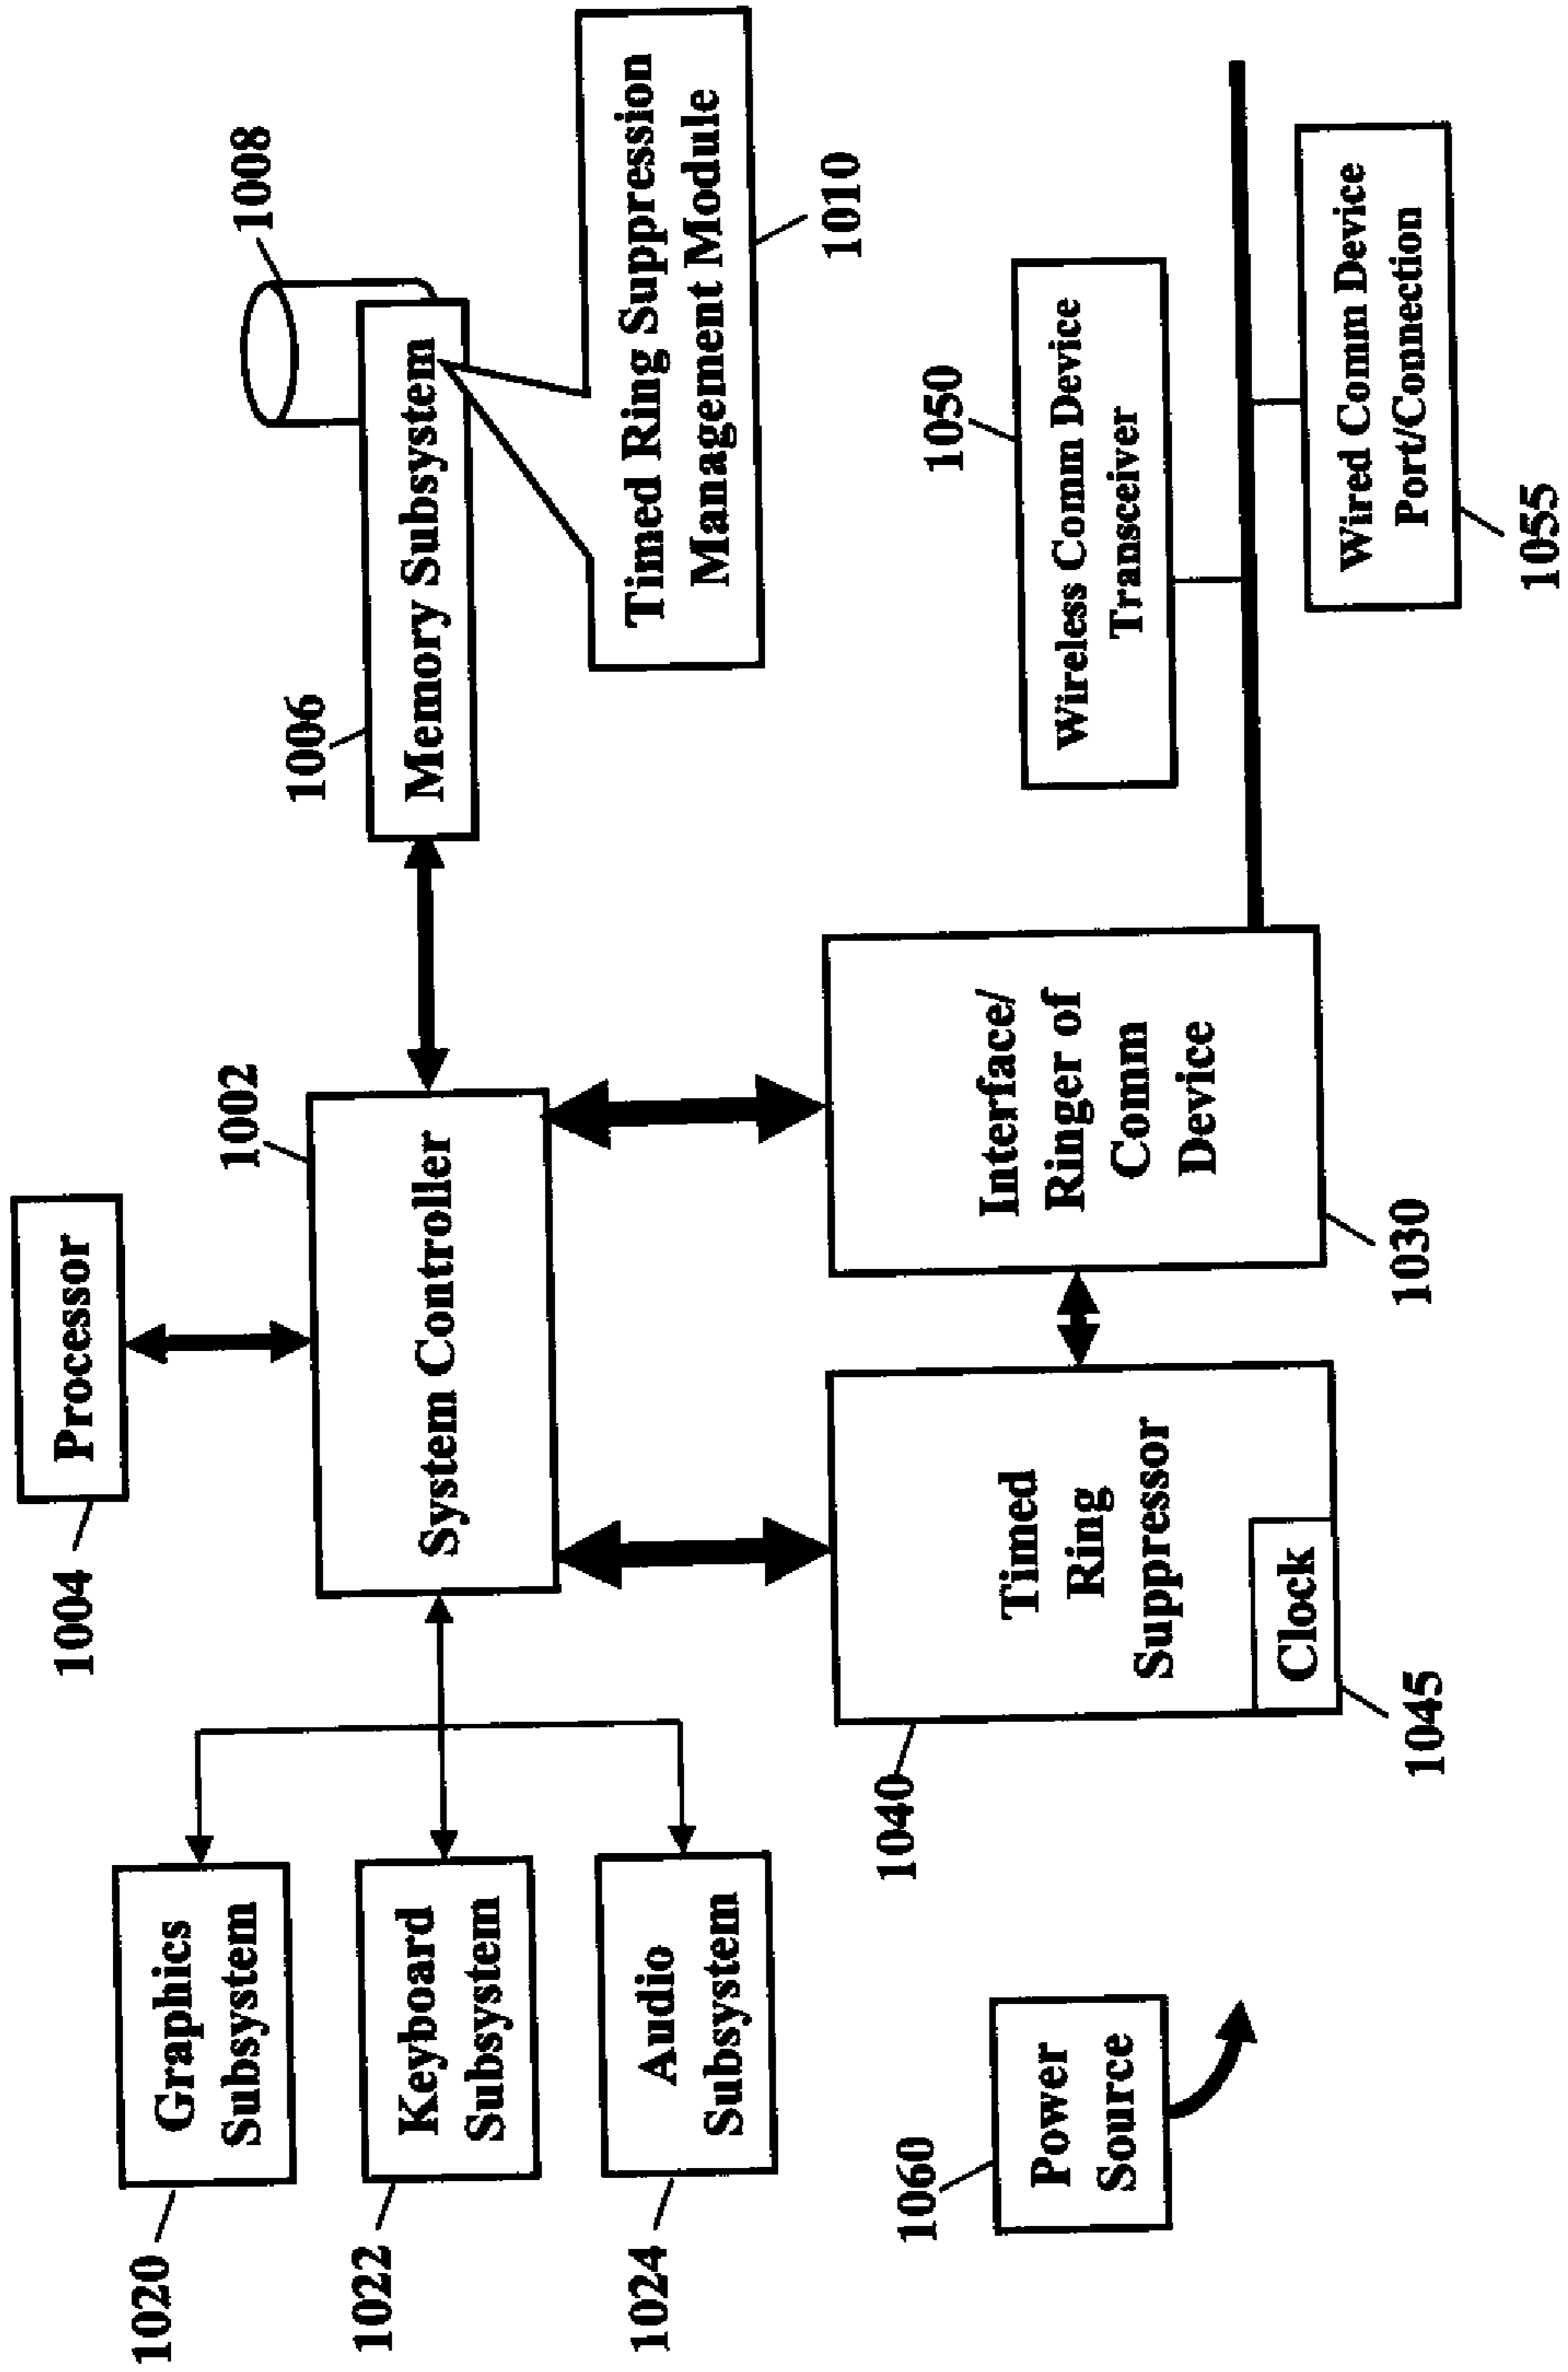 1004
Processor
1002
System Controller
1006
Memory Subsystem
1008
Timed Ring Suppression
Management Module
1010
1020
Graphics
Subsystem
1022
Keyboard
Subsystem
1024
Audio
Subsystem
1040
Timed
Ring
Suppressor
Clock
1045
Interface/
Ringer of
Comm
Device
1030
1050
Wireless Comm Device
Transceiver
Wired Comm Device
Port/Connection
1055
1060
Power
Source